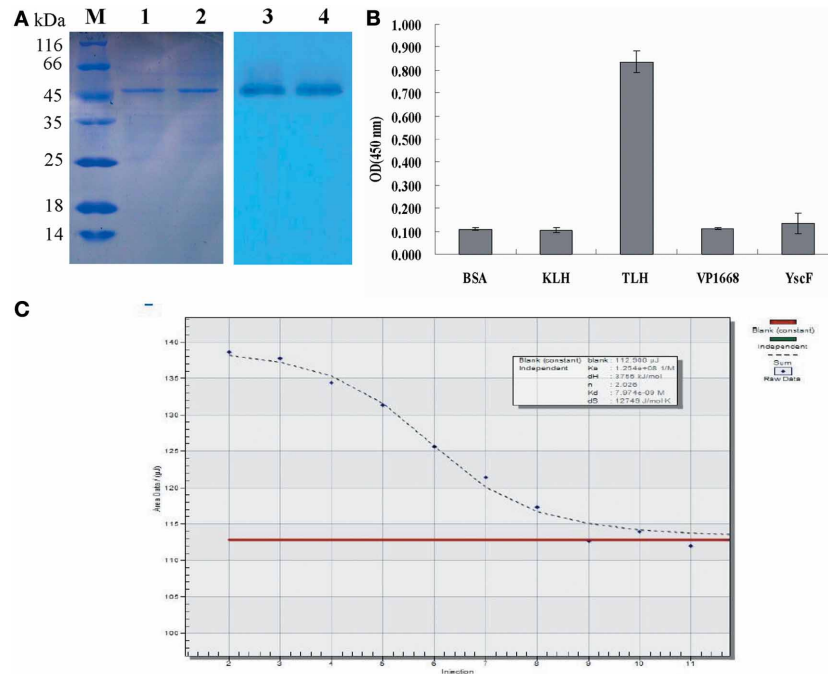 A kDa M 1 2 3 4
116
66
45
35
25
18
14
B
1.000
0.900
0.800
0.700
0.600
0.500
0.400
0.300
0.200
0.100
0.000
OD(450 nm)
BSA KLH TLH VP1668 YscF
C
140
135
130
125
120
115
110
105
100
Area Data (µJ)
2 3 4 5 6 7 8 9 10 11
Injection
Blank (constant) blank : µJ
Independent Ka : 1.254e+08 1/M
dH : kJ/mol
n : 2.026
Kd : 7.974e-09 M
dS : J/mol K
Blank (constant)
Independent
Sum
Raw Data